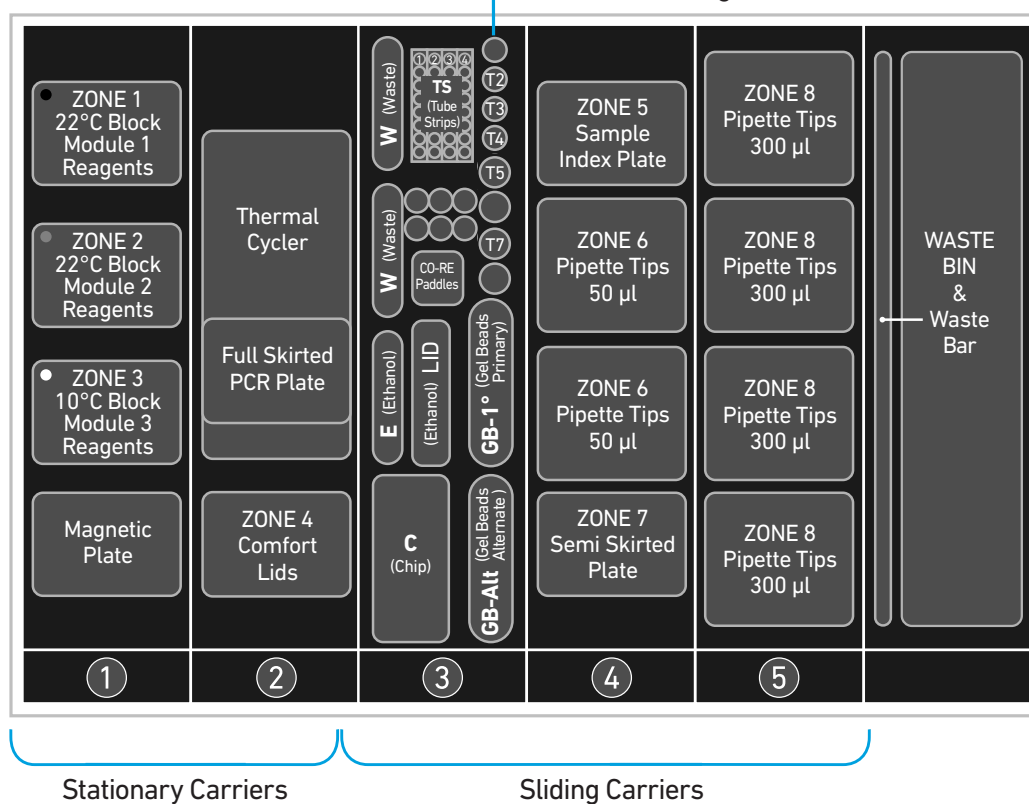 ZONE 1
22°C Block
Module 1
Reagents
ZONE 2
22°C Block
Module 2
Reagents
ZONE 3
10°C Block
Module 3
Reagents
Magnetic
Plate
1
Thermal
Cycler
Full Skirted
PCR Plate
ZONE 4
Comfort
Lids
2
W (Waste)
1 2 3 4
TS
(Tube
Strips)
T2
T3
T4
T5
W (Waste)
T7
CO-RE
Paddles
E (Ethanol)
(Ethanol) LID
GB-1° (Gel Beads
Primary)
C
(Chip)
GB-Alt (Gel Beads
Alternate)
3
ZONE 5
Sample
Index Plate
ZONE 6
Pipette Tips
50 µl
ZONE 6
Pipette Tips
50 µl
ZONE 7
Semi Skirted
Plate
4
ZONE 8
Pipette Tips
300 µl
ZONE 8
Pipette Tips
300 µl
ZONE 8
Pipette Tips
300 µl
ZONE 8
Pipette Tips
300 µl
5
WASTE
BIN
&
Waste
Bar
Stationary Carriers
Sliding Carriers